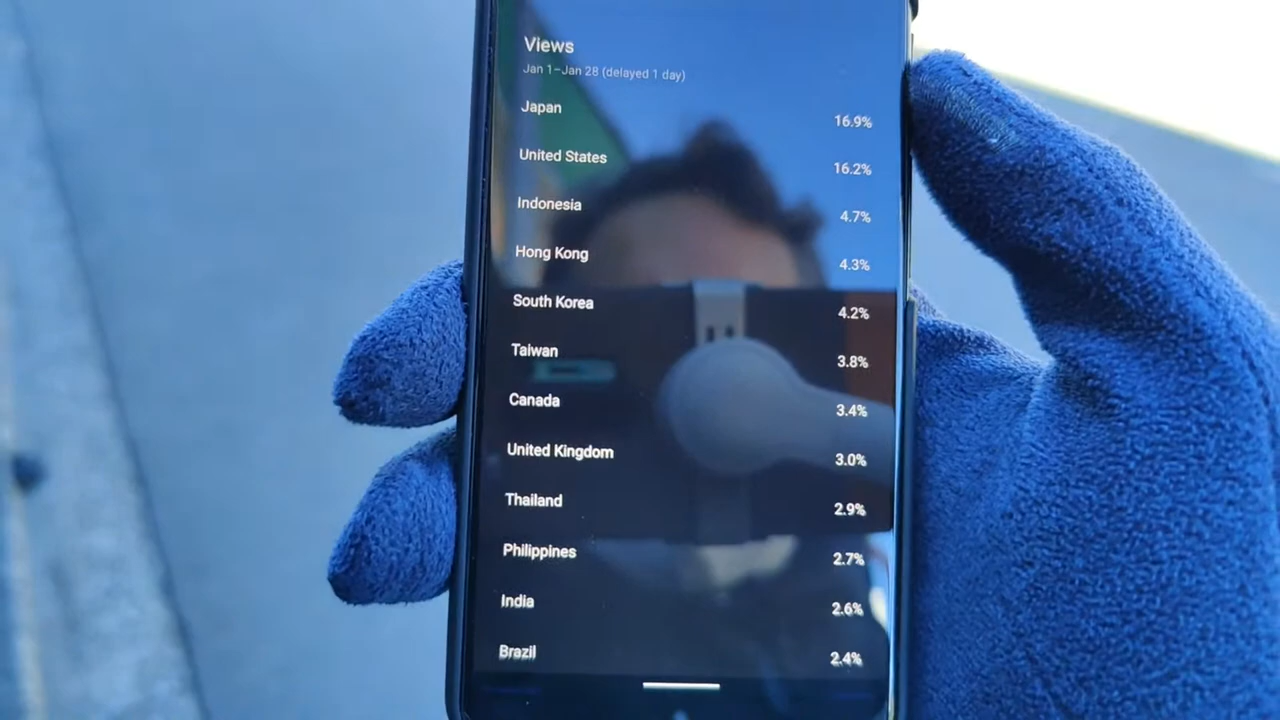 Views
Jan 1–Jan 28 (delayed 1 day)
Japan 16.9%
United States 16.2%
Indonesia 4.7%
Hong Kong 4.3%
South Korea 4.2%
Taiwan 3.8%
Canada 3.4%
United Kingdom 3.0%
Thailand 2.9%
Philippines 2.7%
India 2.6%
Brazil 2.4%